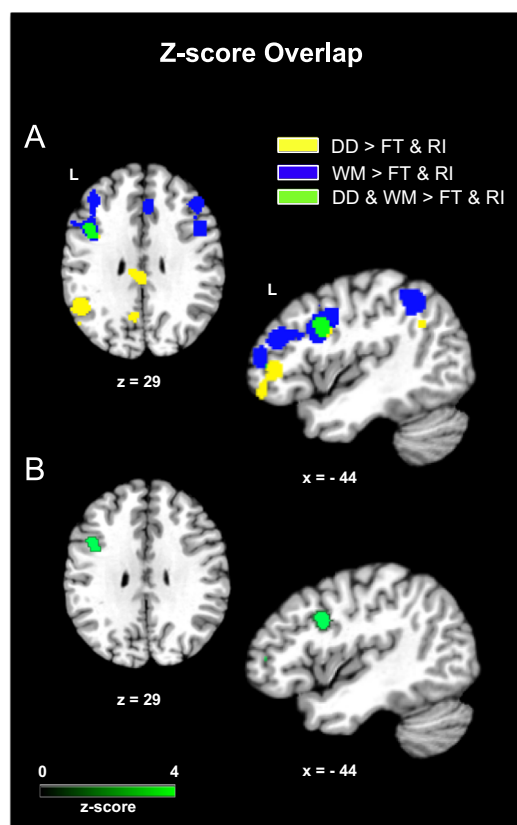 Z-score Overlap
A
DD > FT & RI
WM > FT & RI
DD & WM > FT & RI
L
L
z = 29
x = - 44
B
z = 29
x = - 44
0 4
z-score